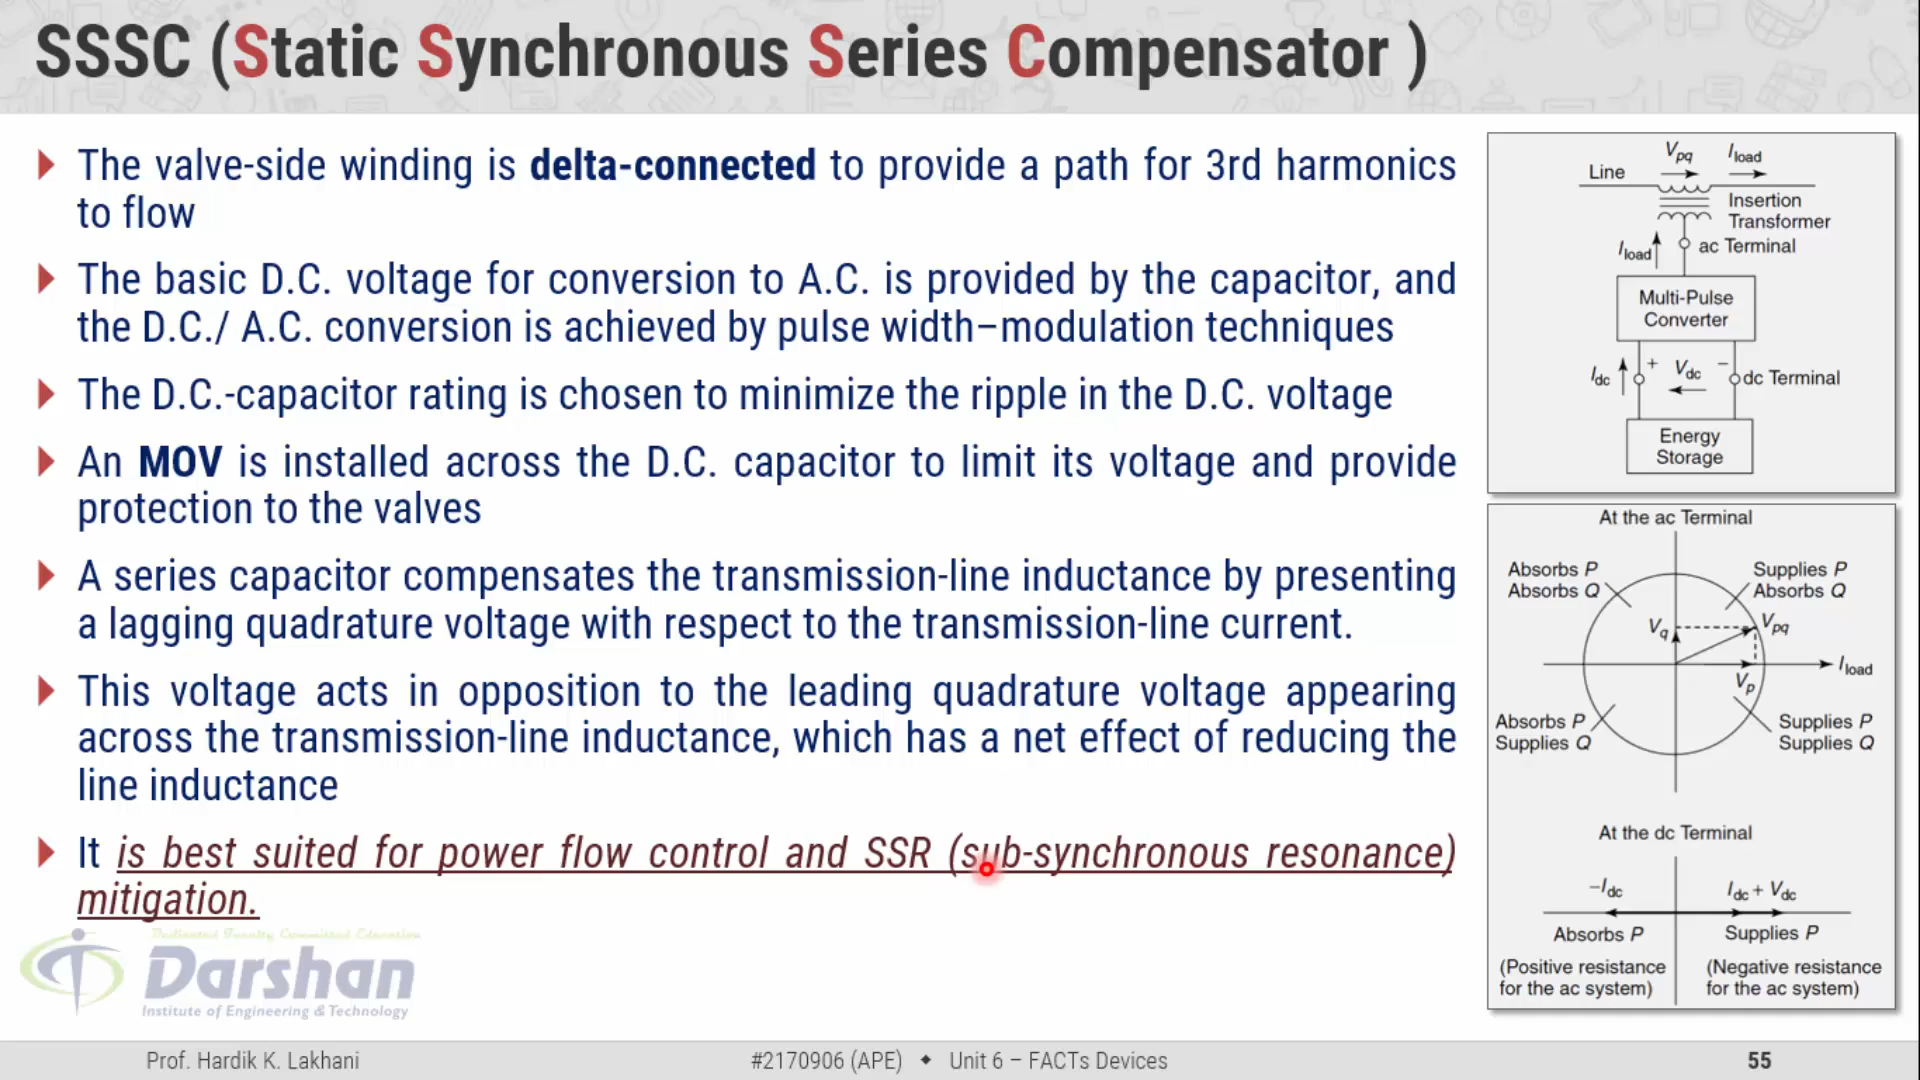 SSSC (Static Synchronous Series Compensator )
The valve-side winding is delta-connected to provide a path for 3rd harmonics
to flow
The basic D.C. voltage for conversion to A.C. is provided by the capacitor, and
the D.C./ A.C. conversion is achieved by pulse width–modulation techniques
The D.C.-capacitor rating is chosen to minimize the ripple in the D.C. voltage
An MOV is installed across the D.C. capacitor to limit its voltage and provide
protection to the valves
A series capacitor compensates the transmission-line inductance by presenting
a lagging quadrature voltage with respect to the transmission-line current.
This voltage acts in opposition to the leading quadrature voltage appearing
across the transmission-line inductance, which has a net effect of reducing the
line inductance
It is best suited for power flow control and SSR (sub-synchronous resonance)
mitigation.
Vpq Iload
Line
Insertion
Transformer
Iload ac Terminal
Multi-Pulse
Converter
Idc + Vdc − dc Terminal
Energy
Storage
At the ac Terminal
Absorbs P
Absorbs Q
Supplies P
Absorbs Q
Vq Vpq
Iload
Vp
Absorbs P
Supplies Q
Supplies P
Supplies Q
At the dc Terminal
−Idc Idc + Vdc
Absorbs P Supplies P
(Positive resistance
for the ac system)
(Negative resistance
for the ac system)
Dedicated Faculty Committed Education
Darshan
Institute of Engineering & Technology
Prof. Hardik K. Lakhani #2170906 (APE) ◆ Unit 6 – FACTs Devices 55